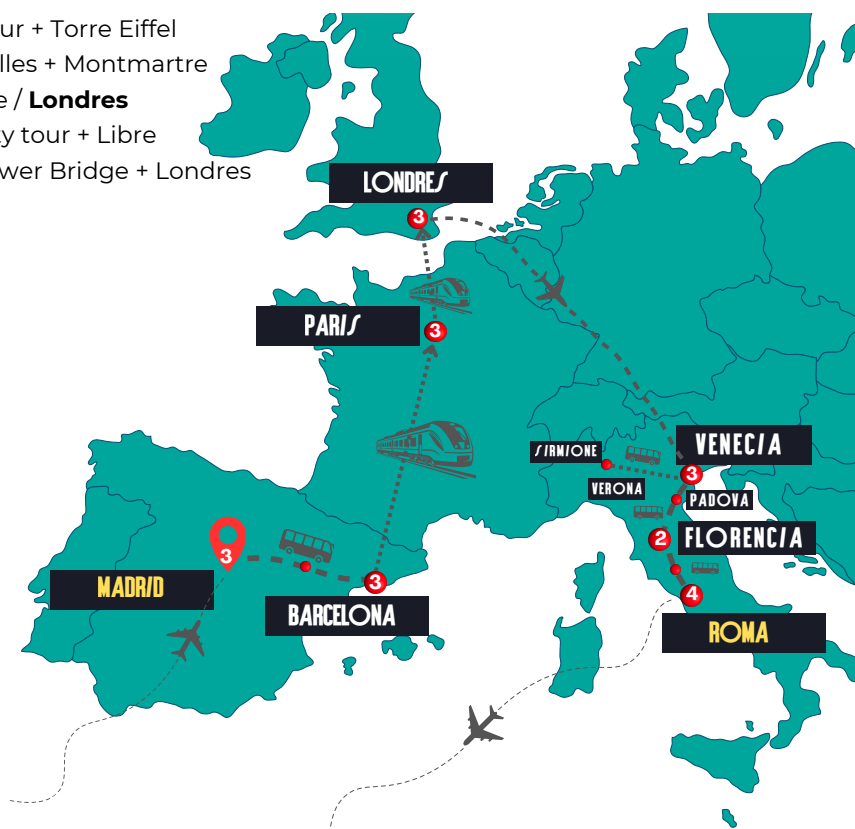 ur + Torre Eiffel
lles + Montmartre
e / Londres
ty tour + Libre
wer Bridge + Londres
LONDRES
3
PARIS
3
SIRMIONE
VENECIA
3
VERONA
PADOVA
2
FLORENCIA
3
MADRID
3
BARCELONA
4
ROMA